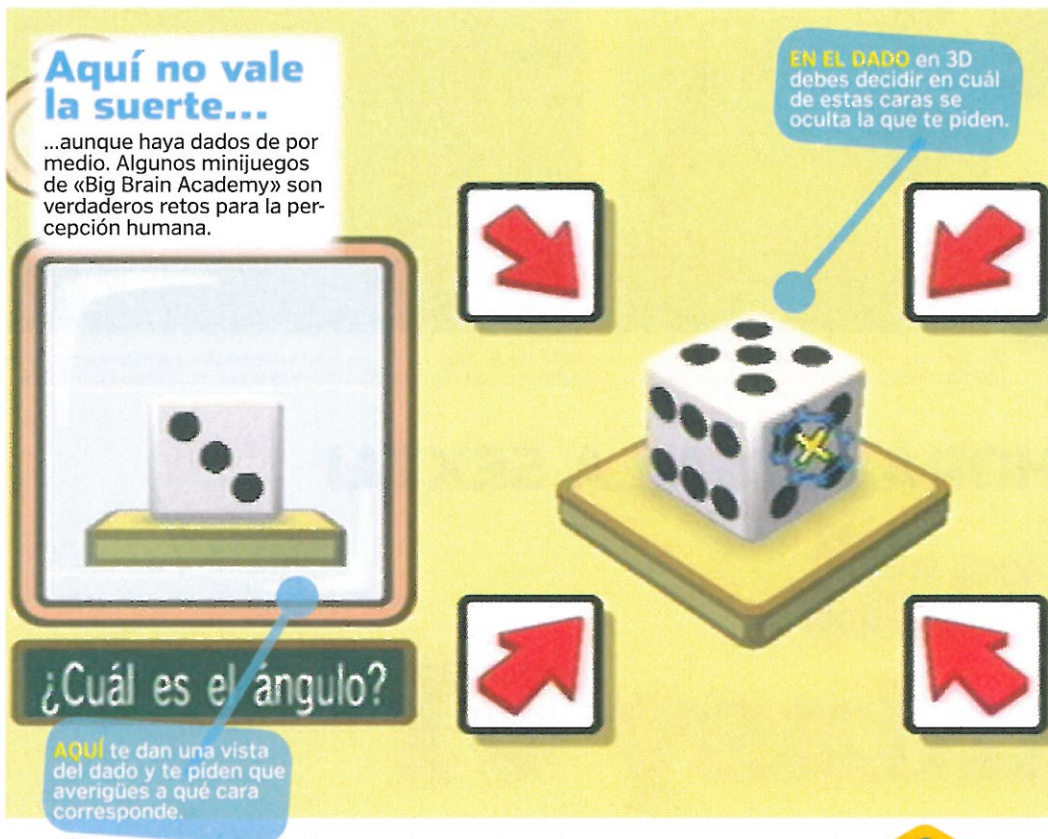 Aquí no vale
la suerte...
...aunque haya dados de por
medio. Algunos minijuegos
de «Big Brain Academy» son
verdaderos retos para la per-
cepción humana.
EN EL DADO en 3D
debes decidir en cuál
de estas caras se
oculta la que te piden.
¿Cuál es el ángulo?
AQUÍ te dan una vista
del dado y te piden que
averigües a qué cara
corresponde.